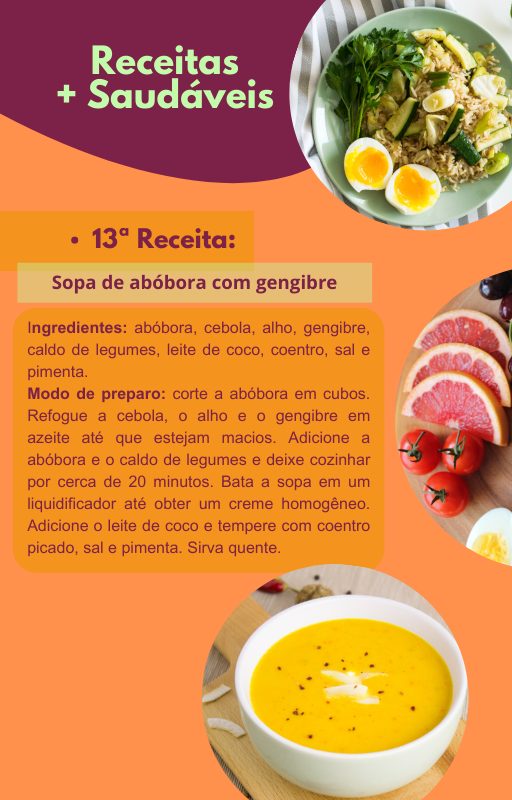 Receitas
+ Saudáveis
• 13ª Receita:
Sopa de abóbora com gengibre
Ingredientes: abóbora, cebola, alho, gengibre,
caldo de legumes, leite de coco, coentro, sal e
pimenta.
Modo de preparo: corte a abóbora em cubos.
Refogue a cebola, o alho e o gengibre em
azeite até que estejam macios. Adicione a
abóbora e o caldo de legumes e deixe cozinhar
por cerca de 20 minutos. Bata a sopa em um
liquidificador até obter um creme homogêneo.
Adicione o leite de coco e tempere com coentro
picado, sal e pimenta. Sirva quente.